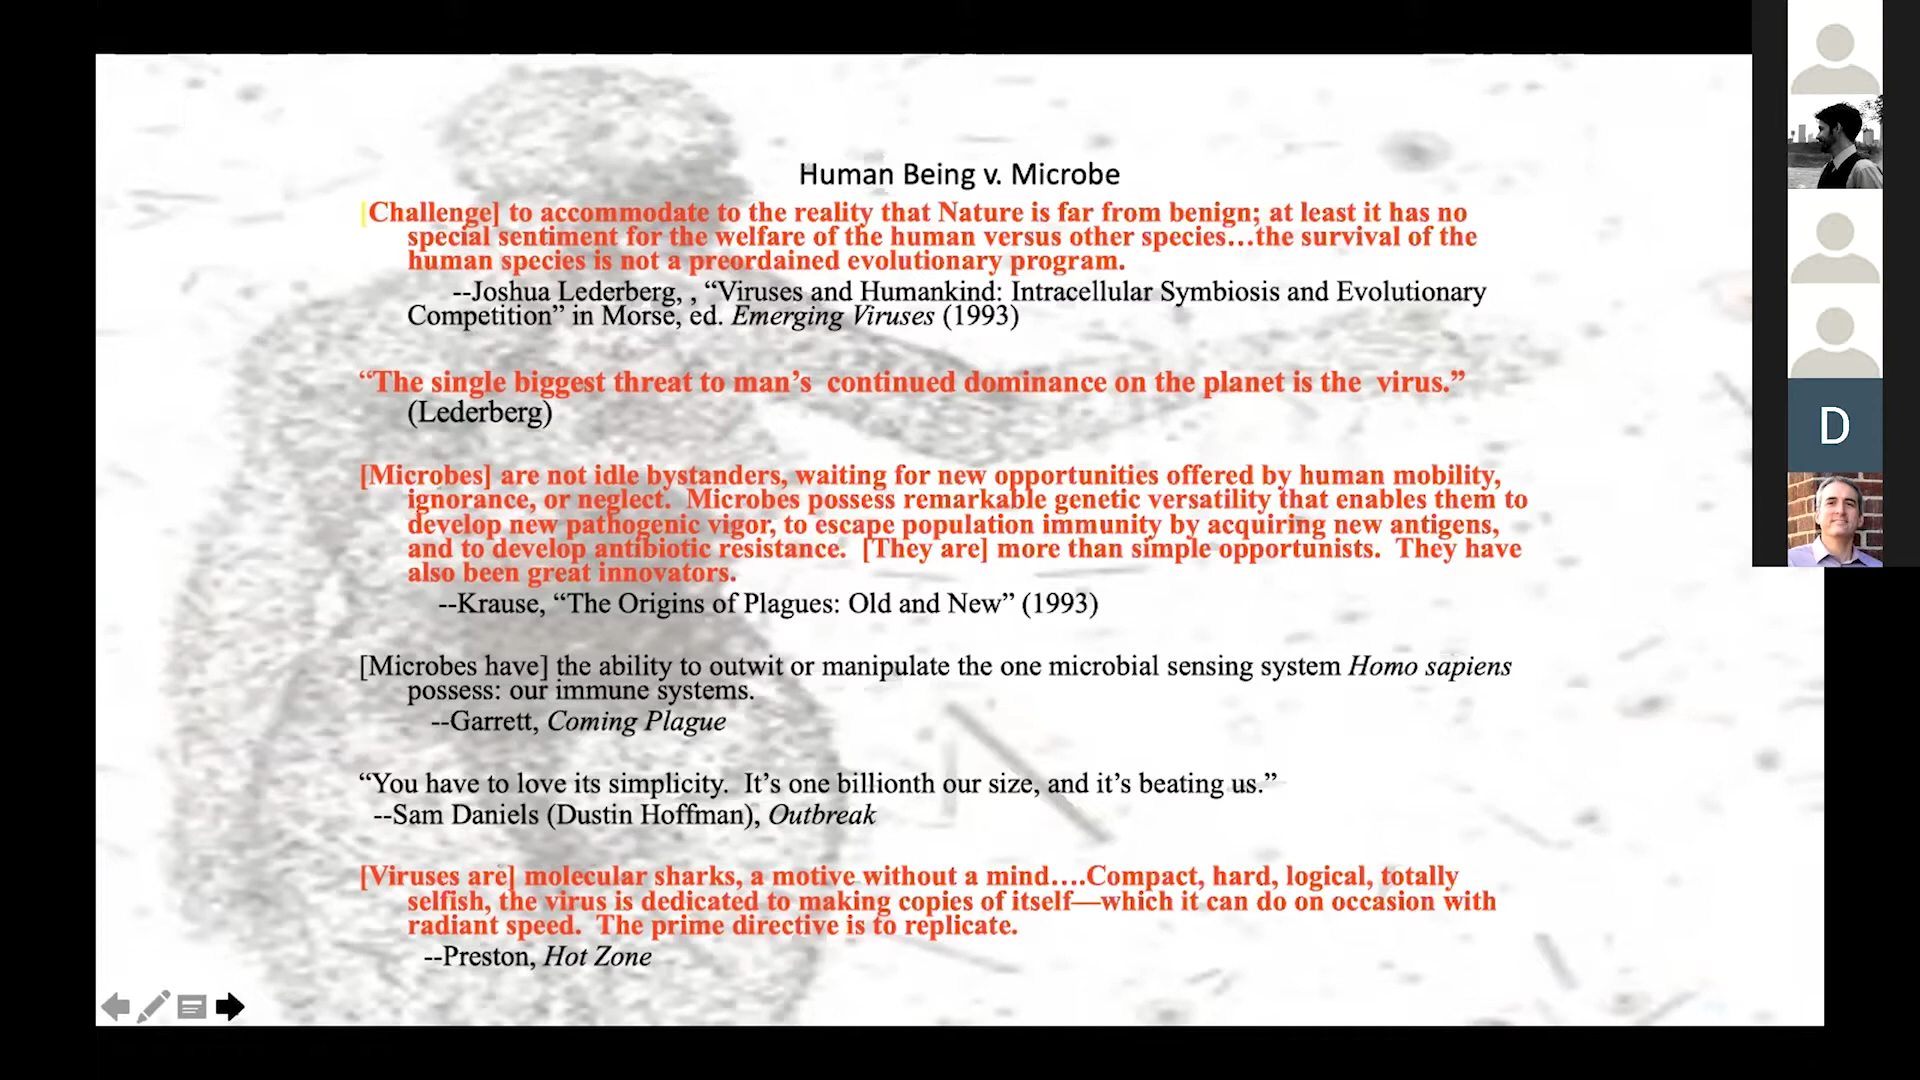 Human Being v. Microbe
[Challenge] to accommodate to the reality that Nature is far from benign; at least it has no
special sentiment for the welfare of the human versus other species…the survival of the
human species is not a preordained evolutionary program.
--Joshua Lederberg, , “Viruses and Humankind: Intracellular Symbiosis and Evolutionary
Competition” in Morse, ed. Emerging Viruses (1993)
“The single biggest threat to man’s continued dominance on the planet is the virus.”
(Lederberg)
[Microbes] are not idle bystanders, waiting for new opportunities offered by human mobility,
ignorance, or neglect. Microbes possess remarkable genetic versatility that enables them to
develop new pathogenic vigor, to escape population immunity by acquiring new antigens,
and to develop antibiotic resistance. [They are] more than simple opportunists. They have
also been great innovators.
--Krause, “The Origins of Plagues: Old and New” (1993)
[Microbes have] the ability to outwit or manipulate the one microbial sensing system Homo sapiens
possess: our immune systems.
--Garrett, Coming Plague
“You have to love its simplicity. It’s one billionth our size, and it’s beating us.”
--Sam Daniels (Dustin Hoffman), Outbreak
[Viruses are] molecular sharks, a motive without a mind….Compact, hard, logical, totally
selfish, the virus is dedicated to making copies of itself—which it can do on occasion with
radiant speed. The prime directive is to replicate.
--Preston, Hot Zone
D